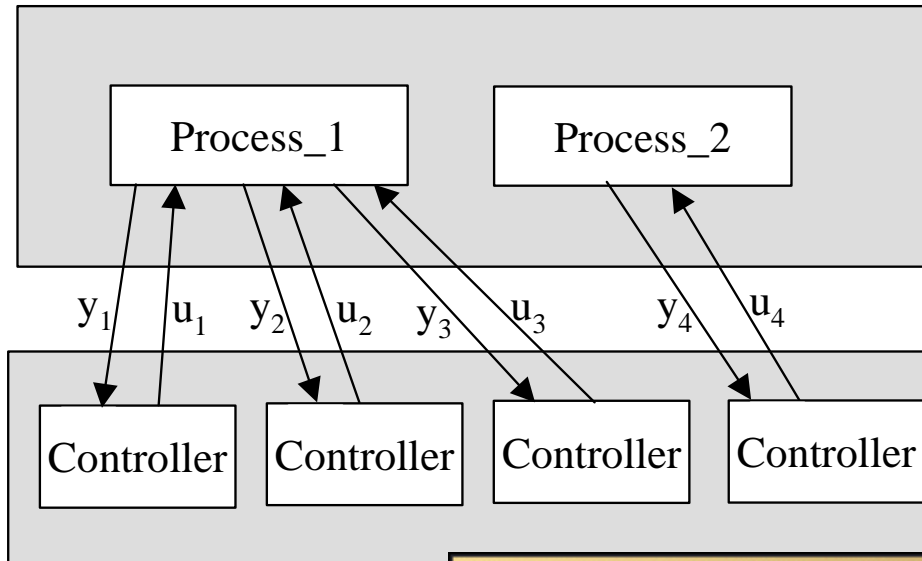 Process_1 Process_2
y₁ u₁ y₂ u₂ y₃ u₃ y₄ u₄
Controller Controller Controller Controller